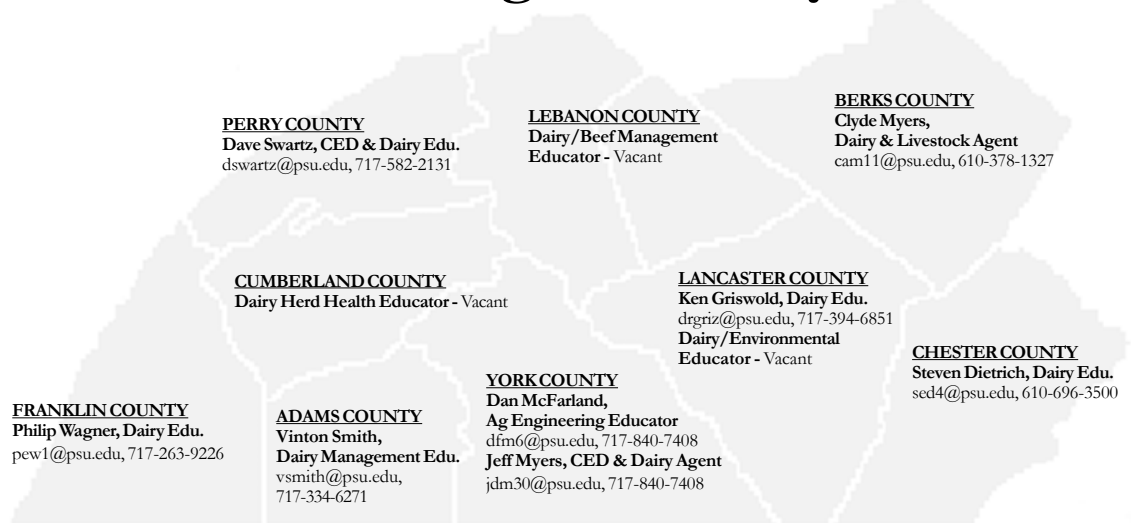 PERRY COUNTY
Dave Swartz, CED & Dairy Edu.
dswartz@psu.edu, 717-582-2131
LEBANON COUNTY
Dairy/Beef Management
Educator - Vacant
BERKS COUNTY
Clyde Myers,
Dairy & Livestock Agent
cam11@psu.edu, 610-378-1327
CUMBERLAND COUNTY
Dairy Herd Health Educator - Vacant
LANCASTER COUNTY
Ken Griswold, Dairy Edu.
drgriz@psu.edu, 717-394-6851
Dairy/Environmental
Educator - Vacant
CHESTER COUNTY
Steven Dietrich, Dairy Edu.
sed4@psu.edu, 610-696-3500
FRANKLIN COUNTY
Philip Wagner, Dairy Edu.
pew1@psu.edu, 717-263-9226
ADAMS COUNTY
Vinton Smith,
Dairy Management Edu.
vsmith@psu.edu,
717-334-6271
YORK COUNTY
Dan McFarland,
Ag Engineering Educator
dfm6@psu.edu, 717-840-7408
Jeff Myers, CED & Dairy Agent
jdm30@psu.edu, 717-840-7408